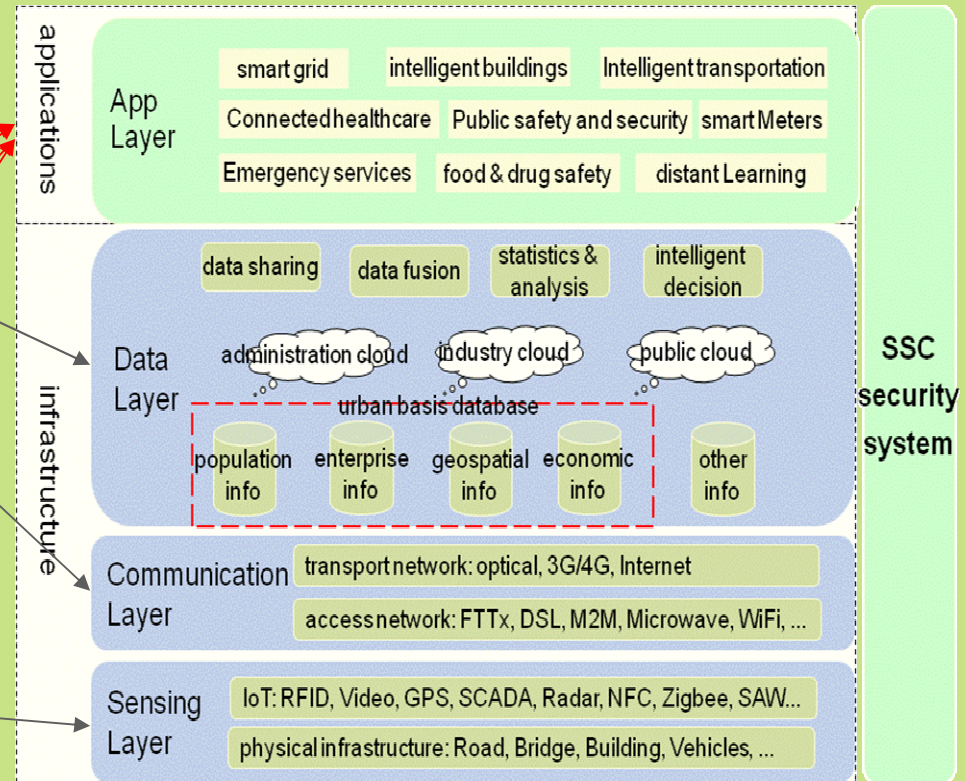 applications
App
Layer
smart grid
intelligent buildings
Intelligent transportation
Connected healthcare
Public safety and security
smart Meters
Emergency services
food & drug safety
distant Learning
infrastructure
Data
Layer
data sharing
data fusion
statistics &
analysis
intelligent
decision
administration cloud
industry cloud
public cloud
urban basis database
population
info
enterprise
info
geospatial
info
economic
info
other
info
Communication
Layer
transport network: optical, 3G/4G, Internet
access network: FTTx, DSL, M2M, Microwave, WiFi, ...
Sensing
Layer
IoT: RFID, Video, GPS, SCADA, Radar, NFC, Zigbee, SAW...
physical infrastructure: Road, Bridge, Building, Vehicles, ...
SSC
security
system